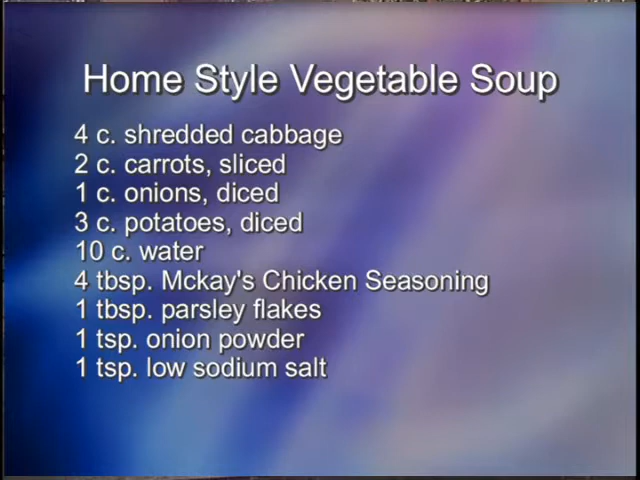 Home Style Vegetable Soup
4 c. shredded cabbage
2 c. carrots, sliced
1 c. onions, diced
3 c. potatoes, diced
10 c. water
4 tbsp. Mckay's Chicken Seasoning
1 tbsp. parsley flakes
1 tsp. onion powder
1 tsp. low sodium salt